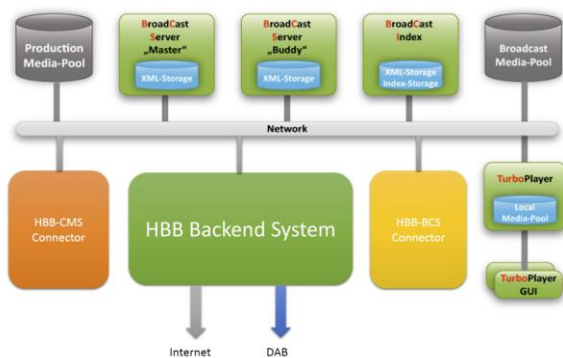 Production
Media-Pool
BroadCast
Server
„Master“
XML-Storage
BroadCast
Server
„Buddy“
XML-Storage
BroadCast
Index
XML-Storage
Index-Storage
Broadcast
Media-Pool
Network
HBB-CMS
Connector
HBB Backend System
HBB-BCS
Connector
TurboPlayer
Local
Media-Pool
TurboPlayer
GUI
Internet
DAB